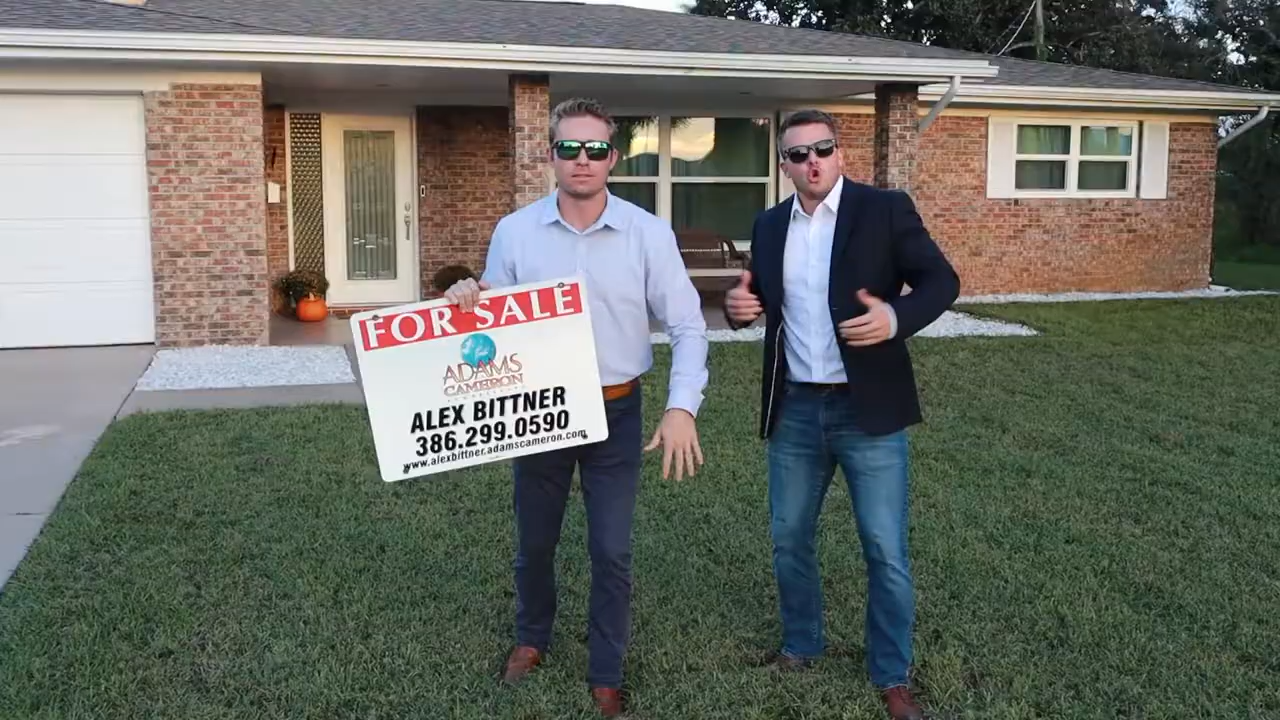 FOR SALE
ADAMS
CAMERON
ALEX BITTNER
386.299.0590
www.alexbittner.adamscameron.com